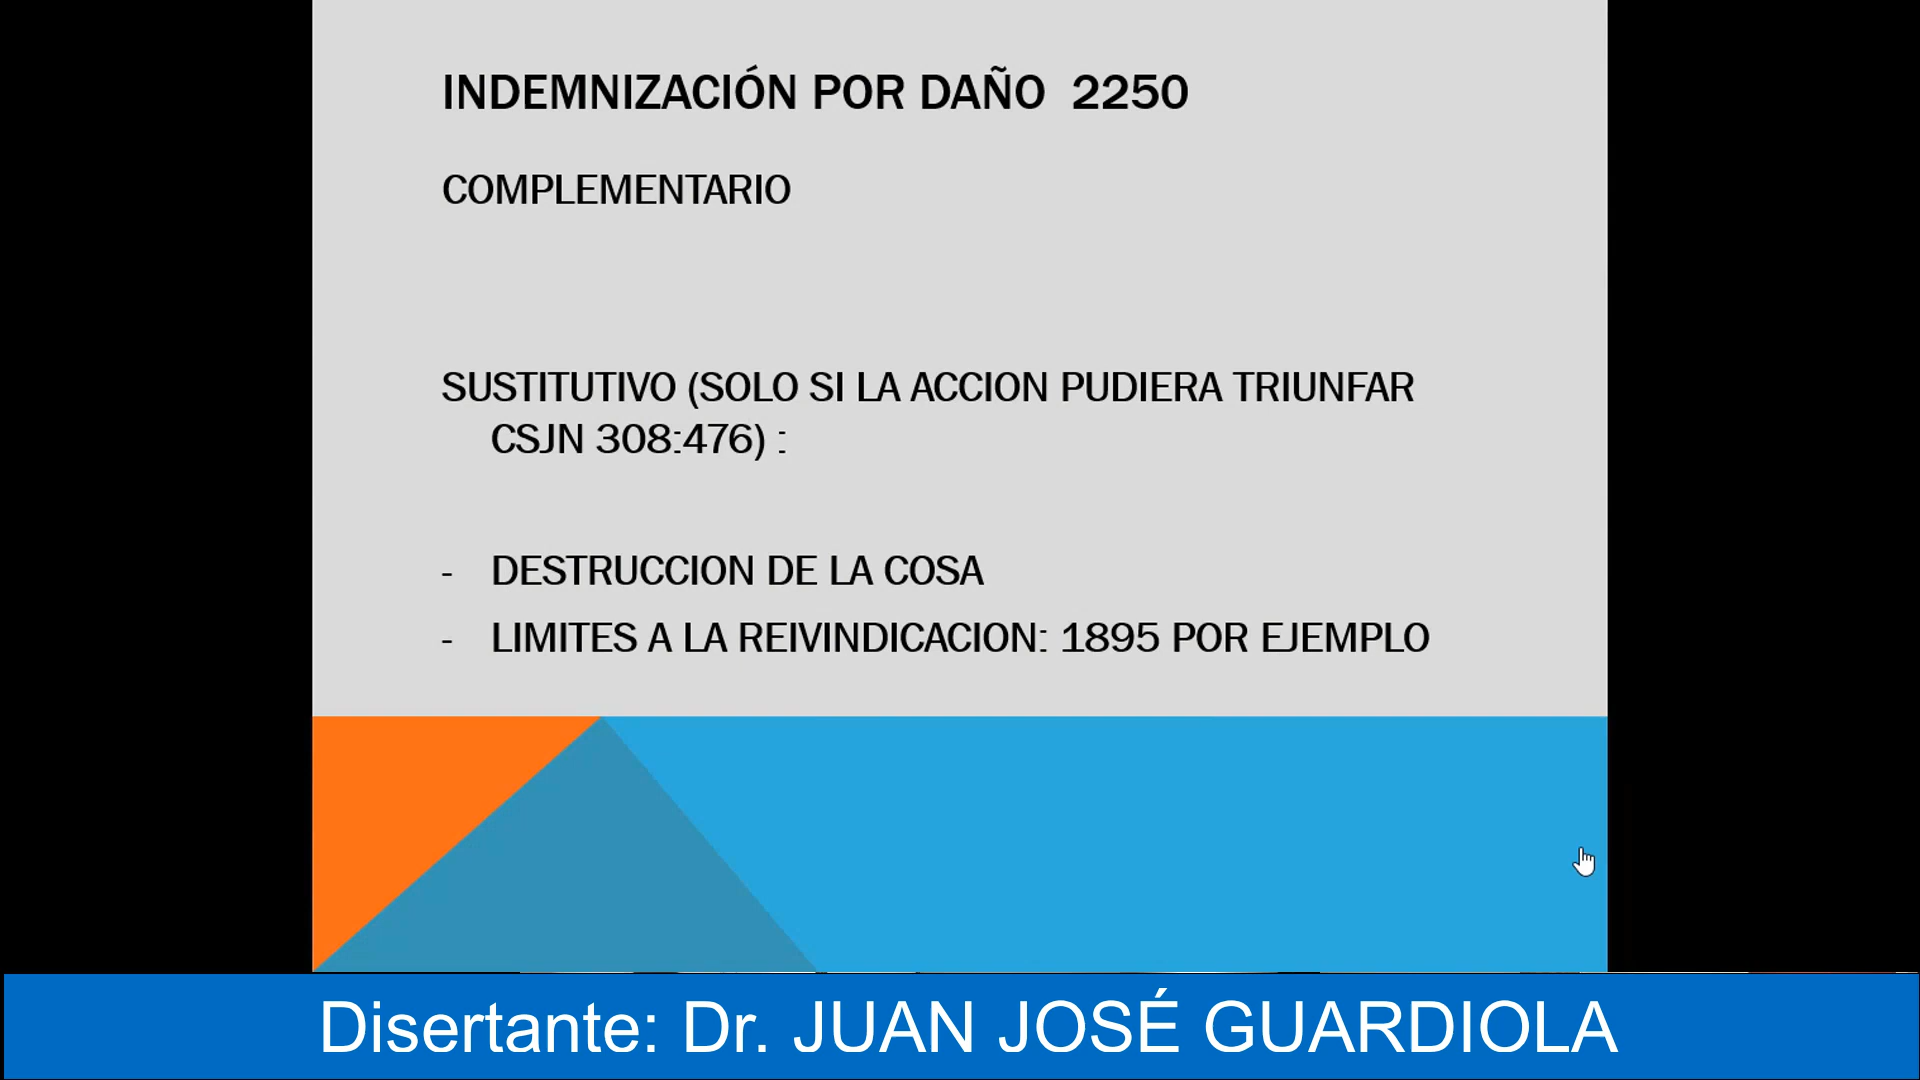 INDEMNIZACIÓN POR DAÑO 2250
COMPLEMENTARIO
SUSTITUTIVO (SOLO SI LA ACCION PUDIERA TRIUNFAR
CSJN 308:476) :
- DESTRUCCION DE LA COSA
- LIMITES A LA REIVINDICACION: 1895 POR EJEMPLO
Disertante: Dr. JUAN JOSÉ GUARDIOLA